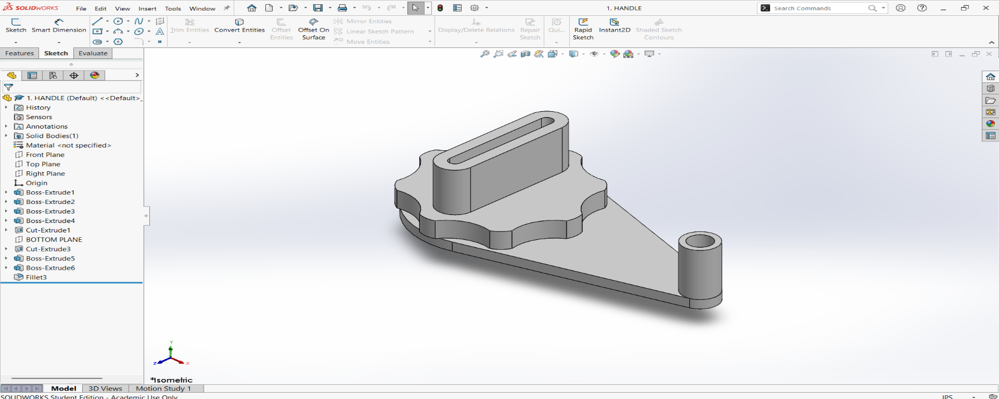 SOLIDWORKS File Edit View Insert Tools Window 1. HANDLE Search Commands
Sketch Smart Dimension Trim Entities Convert Entities Offset Entities Offset On Surface Mirror Entities Linear Sketch Pattern Move Entities Display/Delete Relations Repair Sketch Qui... Rapid Sketch Instant2D Shaded Sketch Contours
Features Sketch Evaluate
1. HANDLE (Default) <<Default>_
History
Sensors
Annotations
Solid Bodies(1)
Material <not specified>
Front Plane
Top Plane
Right Plane
Origin
Boss-Extrude1
Boss-Extrude2
Boss-Extrude3
Boss-Extrude4
Cut-Extrude1
BOTTOM PLANE
Cut-Extrude3
Boss-Extrude5
Boss-Extrude6
Fillet3
Y
Z X
*Isometric
Model 3D Views Motion Study 1
SOLIDWORKS Student Edition - Academic Use Only IPS